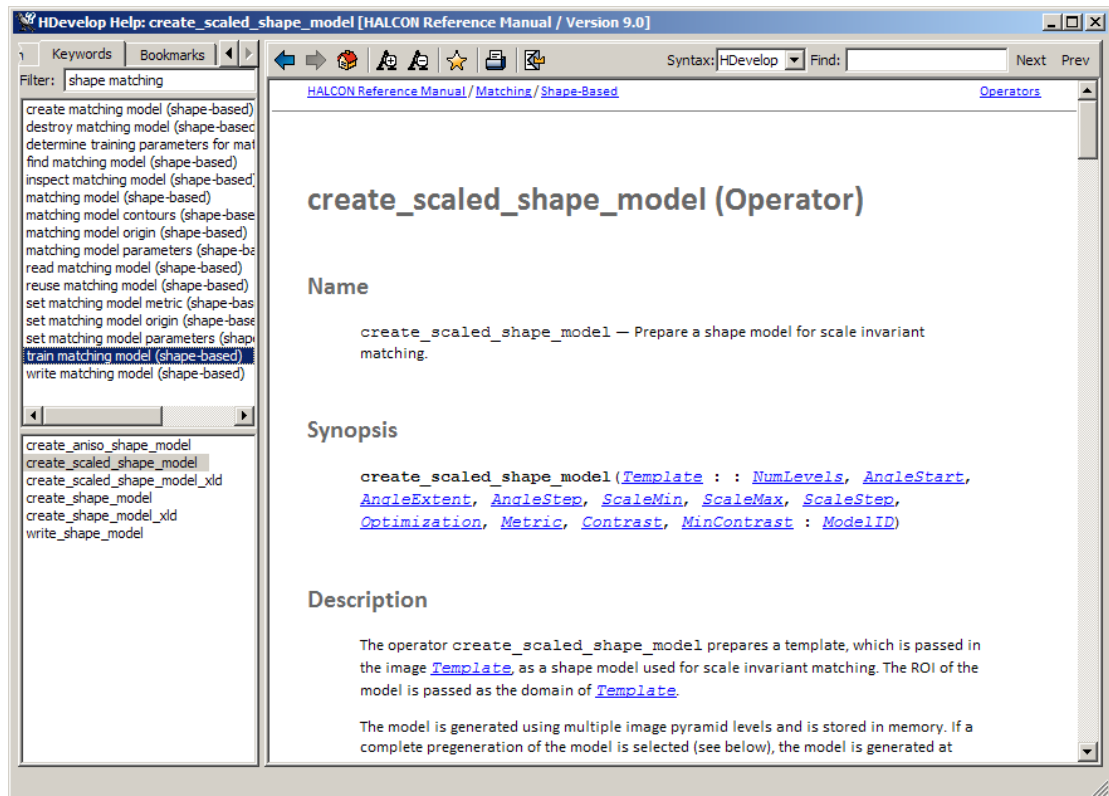 HDevelop Help: create_scaled_shape_model [HALCON Reference Manual / Version 9.0]
Keywords Bookmarks
Filter: shape matching
create matching model (shape-based)
destroy matching model (shape-based
determine training parameters for mat
find matching model (shape-based)
inspect matching model (shape-based)
matching model (shape-based)
matching model contours (shape-base
matching model origin (shape-based)
matching model parameters (shape-ba
read matching model (shape-based)
reuse matching model (shape-based)
set matching model metric (shape-bas
set matching model origin (shape-base
set matching model parameters (shape
train matching model (shape-based)
write matching model (shape-based)
create_aniso_shape_model
create_scaled_shape_model
create_scaled_shape_model_xld
create_shape_model
create_shape_model_xld
write_shape_model
Syntax: HDevelop Find: Next Prev
HALCON Reference Manual / Matching / Shape-Based Operators
create_scaled_shape_model (Operator)
Name
create_scaled_shape_model — Prepare a shape model for scale invariant
matching.
Synopsis
create_scaled_shape_model(Template : : NumLevels, AngleStart,
AngleExtent, AngleStep, ScaleMin, ScaleMax, ScaleStep,
Optimization, Metric, Contrast, MinContrast : ModelID)
Description
The operator create_scaled_shape_model prepares a template, which is passed in
the image Template, as a shape model used for scale invariant matching. The ROI of the
model is passed as the domain of Template.
The model is generated using multiple image pyramid levels and is stored in memory. If a
complete pregeneration of the model is selected (see below), the model is generated at